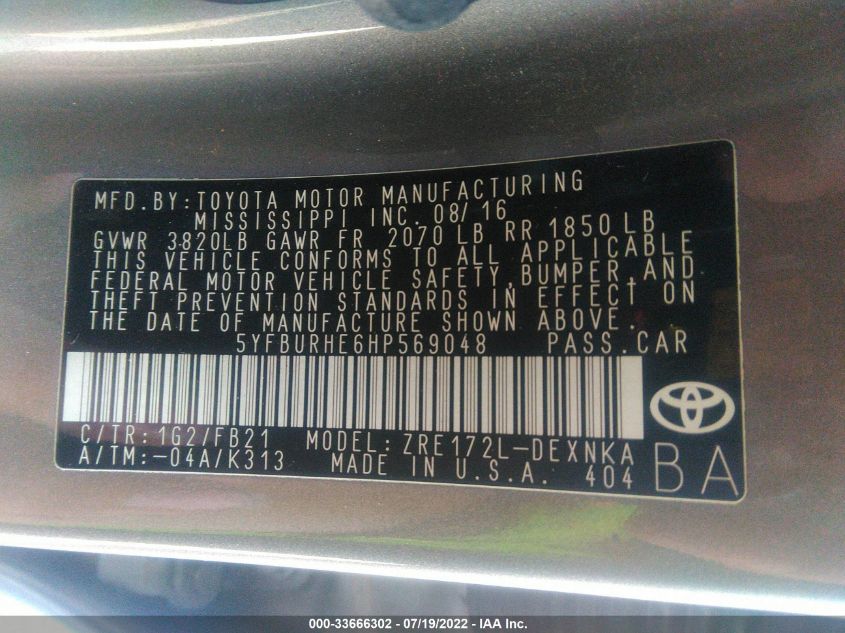 MFD. BY: TOYOTA MOTOR MANUFACTURING
MISSISSIPPI INC. 08/16
GVWR 3820LB GAWR FR 2070 LB RR 1850 LB
THIS VEHICLE CONFORMS TO ALL APPLICABLE
FEDERAL MOTOR VEHICLE SAFETY, BUMPER, AND
THEFT PREVENTION STANDARDS IN EFFECT ON
THE DATE OF MANUFACTURE SHOWN ABOVE.
5YFBURHE6HP569048 PASS. CAR
C/TR: 1G2/FB21 MODEL: ZRE172L-DEXNKA
A/TM: -04A/K313 MADE IN U.S.A. 404
BA
000-33666302 - 07/19/2022 - IAA Inc.